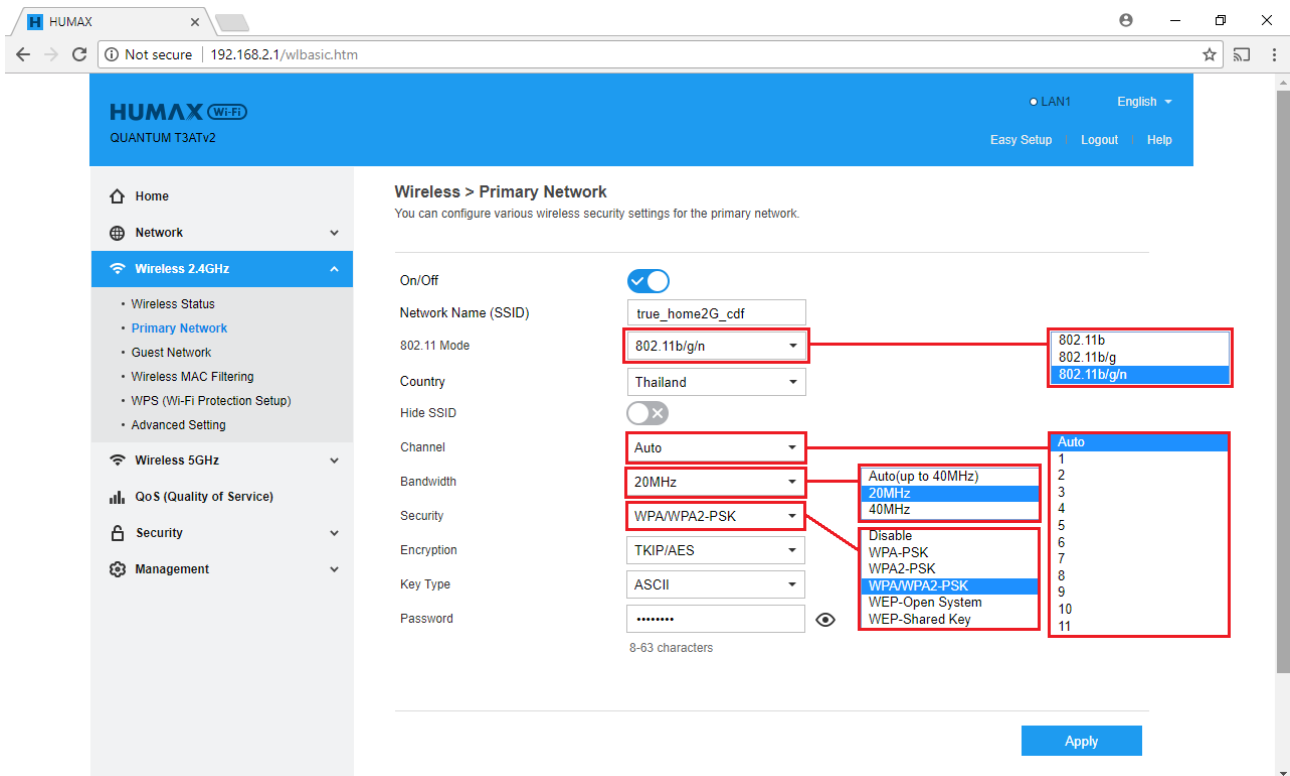 HUMAX
Not secure | 192.168.2.1/wlbasic.htm
HUMAX Wi-Fi
QUANTUM T3ATv2
LAN1
English
Easy Setup | Logout | Help
Home
Network
Wireless 2.4GHz
• Wireless Status
• Primary Network
• Guest Network
• Wireless MAC Filtering
• WPS (Wi-Fi Protection Setup)
• Advanced Setting
Wireless 5GHz
QoS (Quality of Service)
Security
Management
Wireless > Primary Network
You can configure various wireless security settings for the primary network.
On/Off
Network Name (SSID) true_home2G_cdf
802.11 Mode 802.11b/g/n
802.11b
802.11b/g
802.11b/g/n
Country Thailand
Hide SSID
Channel Auto
Auto
1
2
3
4
5
6
7
8
9
10
11
Bandwidth 20MHz
Auto(up to 40MHz)
20MHz
40MHz
Security WPA/WPA2-PSK
Disable
WPA-PSK
WPA2-PSK
WPA/WPA2-PSK
WEP-Open System
WEP-Shared Key
Encryption TKIP/AES
Key Type ASCII
Password ••••••••
8-63 characters
Apply